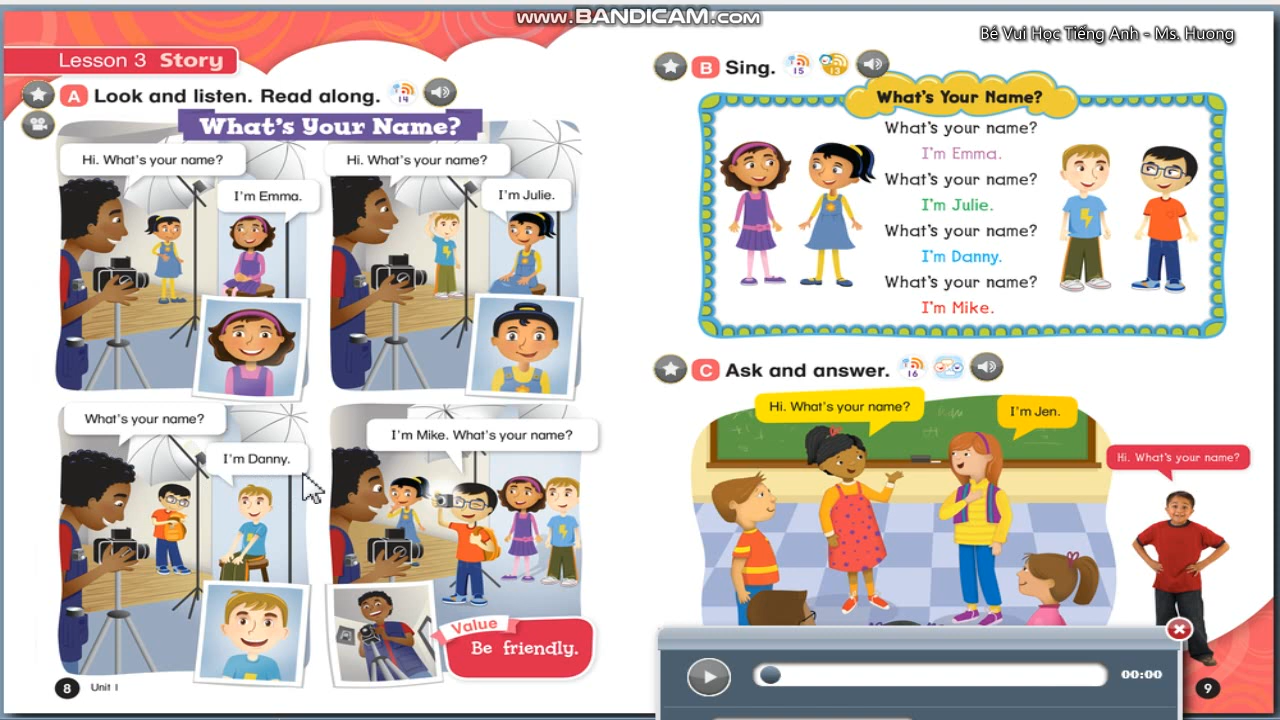 www.BANDICAM.com
Bé Vui Học Tiếng Anh - Ms. Huong
Lesson 3 Story
A Look and listen. Read along. 14
What's Your Name?
Hi. What's your name?
I'm Emma.
Hi. What's your name?
I'm Julie.
What's your name?
I'm Danny.
I'm Mike. What's your name?
Value
Be friendly.
8 Unit 1
B Sing. 15 13
What's Your Name?
What's your name?
I'm Emma.
What's your name?
I'm Julie.
What's your name?
I'm Danny.
What's your name?
I'm Mike.
C Ask and answer. 16
Hi. What's your name?
I'm Jen.
Hi. What's your name?
00:00
9